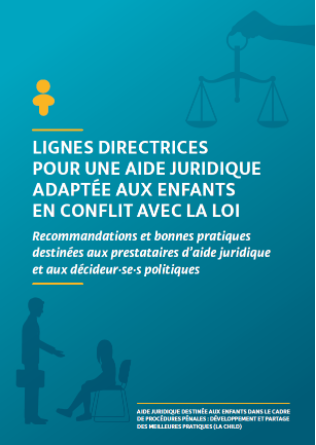 LIGNES DIRECTRICES
POUR UNE AIDE JURIDIQUE
ADAPTÉE AUX ENFANTS
EN CONFLIT AVEC LA LOI
Recommandations et bonnes pratiques
destinées aux prestataires d'aide juridique
et aux décideur·se·s politiques
AIDE JURIDIQUE DESTINÉE AUX ENFANTS DANS LE CADRE
DE PROCÉDURES PÉNALES : DÉVELOPPEMENT ET PARTAGE
DES MEILLEURES PRATIQUES (LA CHILD)